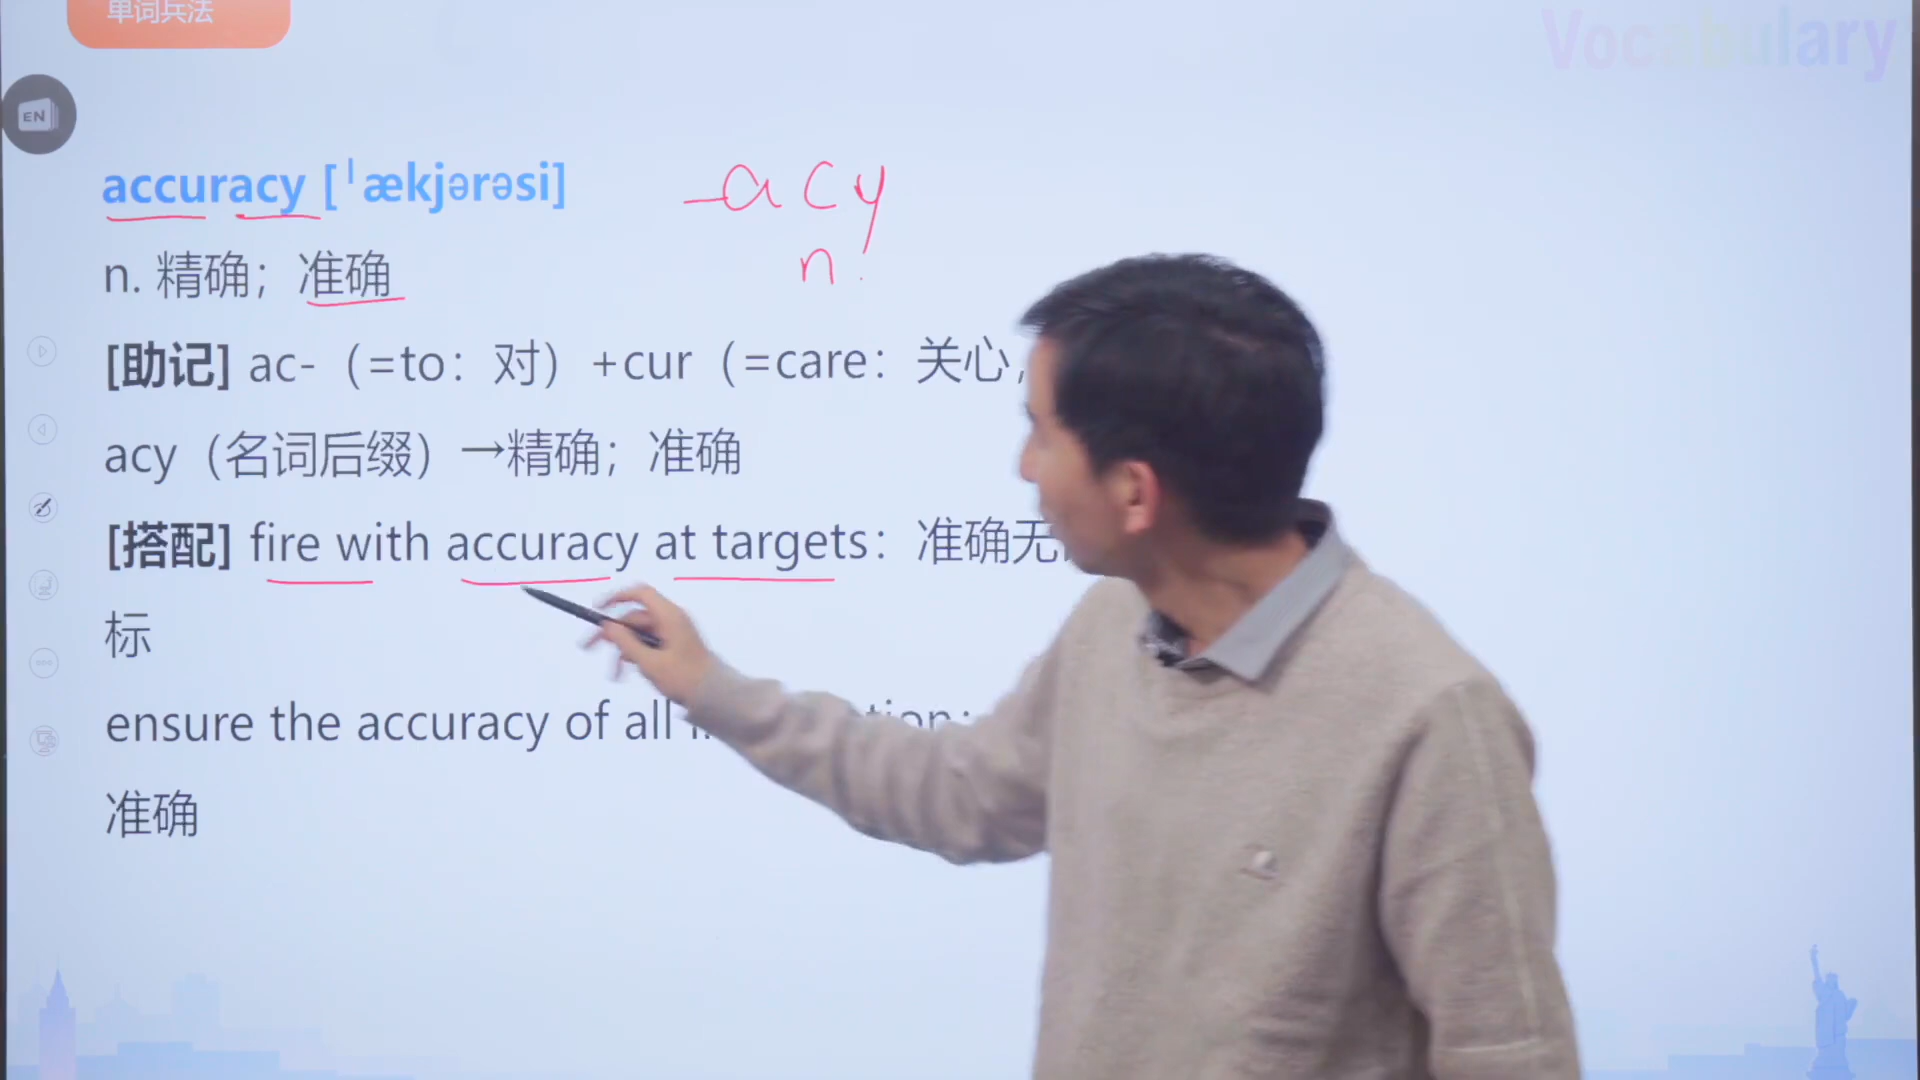 单词兵法
Vocabulary
EN
accuracy [ˈækjərəsi]
-acy
n. 精确；准确
n.
[助记] ac-（=to：对）+cur（=care：关心，
acy（名词后缀）→精确；准确
[搭配] fire with accuracy at targets：准确无
标
ensure the accuracy of all
准确